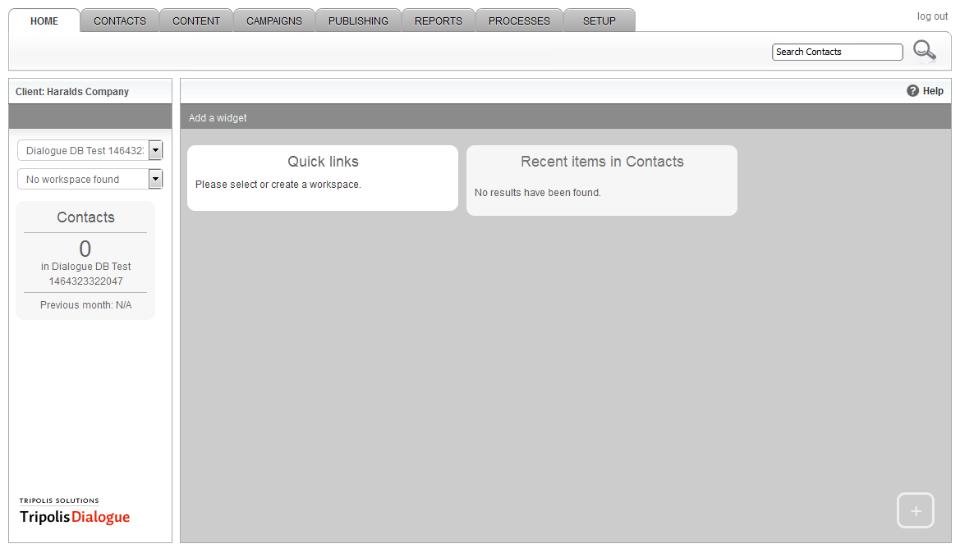 HOME
CONTACTS
CONTENT
CAMPAIGNS
PUBLISHING
REPORTS
PROCESSES
SETUP
log out
Search Contacts
Client: Haralds Company
Help
Add a widget
Dialogue DB Test 146432
No workspace found
Contacts
0
in Dialogue DB Test
1464323322047
Previous month: N/A
Quick links
Please select or create a workspace.
Recent items in Contacts
No results have been found.
TRIPOLIS SOLUTIONS
TripolisDialogue